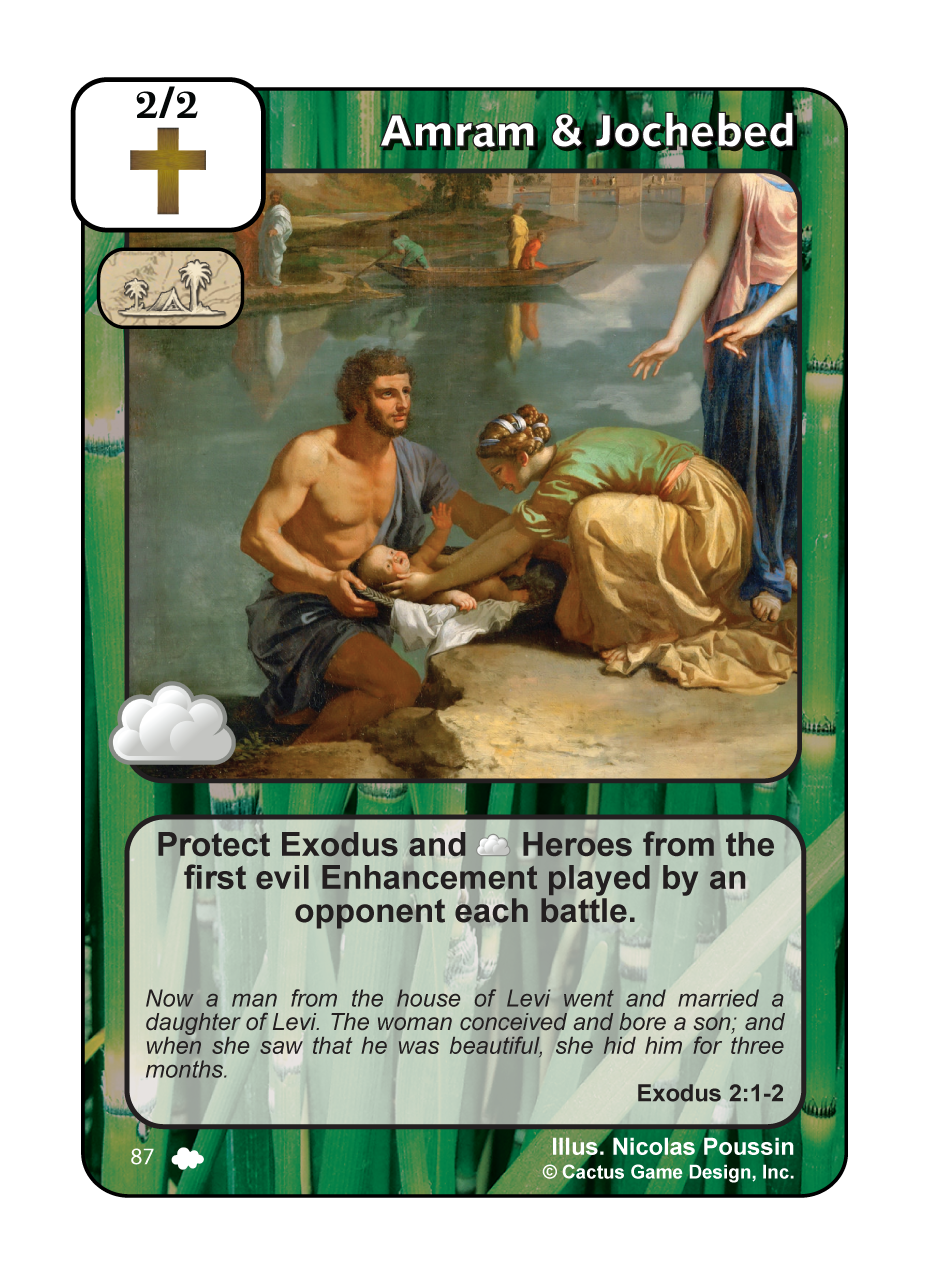 2/2
Amram & Jochebed
Protect Exodus and Heroes from the
first evil Enhancement played by an
opponent each battle.
Now a man from the house of Levi went and married a
daughter of Levi. The woman conceived and bore a son; and
when she saw that he was beautiful, she hid him for three
months.
Exodus 2:1-2
87
Illus. Nicolas Poussin
© Cactus Game Design, Inc.